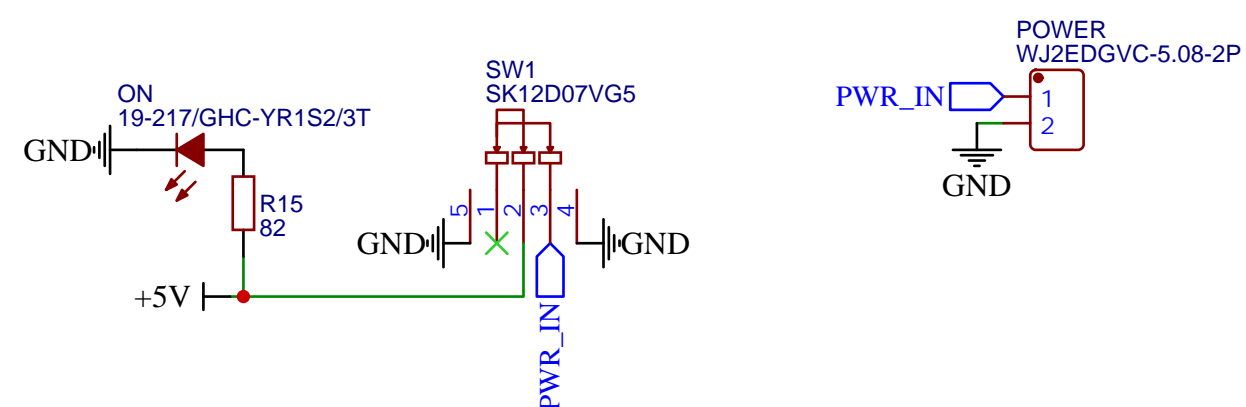 POWER
WJ2EDGVC-5.08-2P
PWR_IN
1
2
GND
SW1
SK12D07VG5
ON
19-217/GHC-YR1S2/3T
GND
R15
82
5
1
2
3
4
GND
GND
+5V
PWR_IN